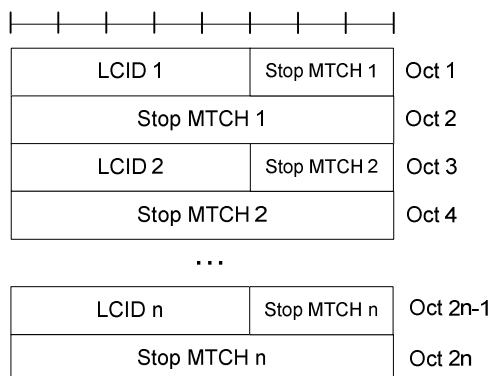 LCID 1 Stop MTCH 1 Oct 1
Stop MTCH 1 Oct 2
LCID 2 Stop MTCH 2 Oct 3
Stop MTCH 2 Oct 4
...
LCID n Stop MTCH n Oct 2n-1
Stop MTCH n Oct 2n